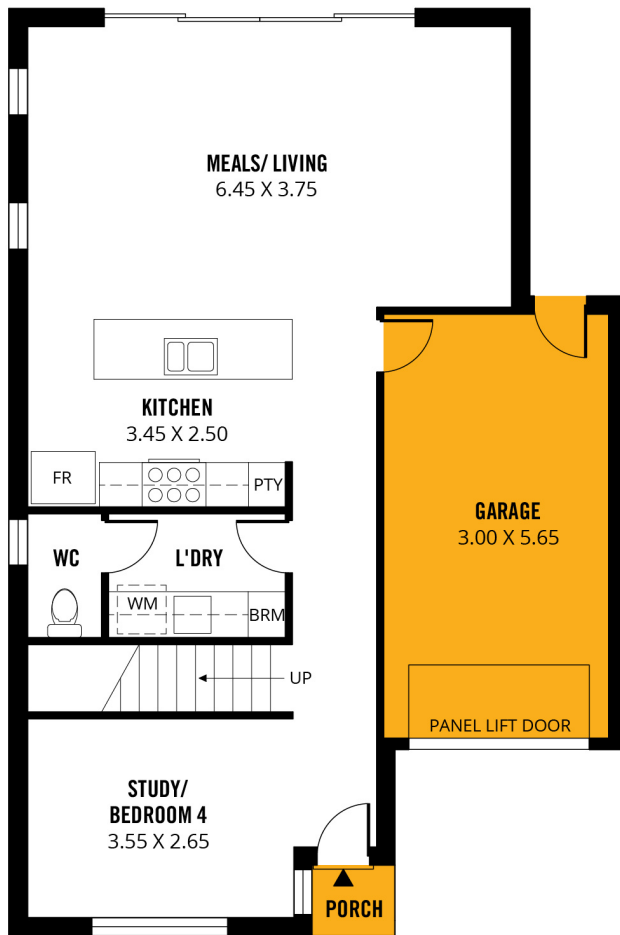 MEALS/ LIVING
6.45 X 3.75
KITCHEN
3.45 X 2.50
FR
PTY
GARAGE
3.00 X 5.65
WC
L'DRY
WM
BRM
UP
PANEL LIFT DOOR
STUDY/
BEDROOM 4
3.55 X 2.65
PORCH